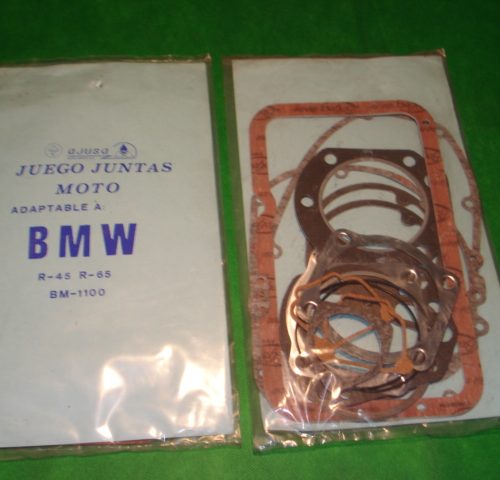 ajusa
JUEGO JUNTAS
MOTO
ADAPTABLE A:
BMW
R-45 R-65
BM-1100